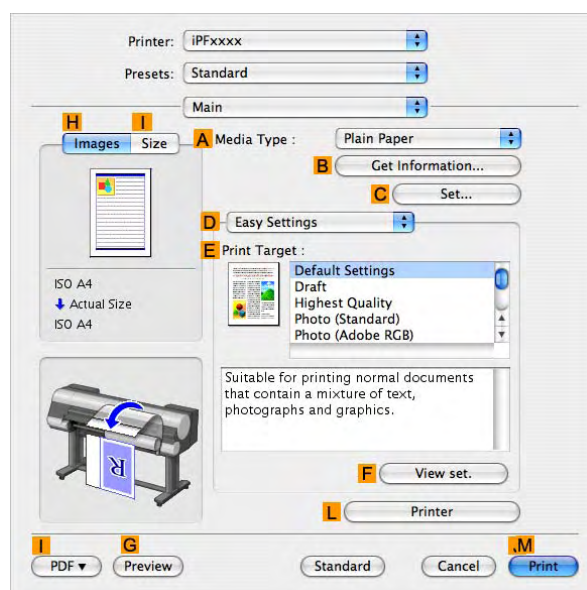 Printer: iPFxxxx
Presets: Standard
Main
H I
Images Size
A Media Type : Plain Paper
B Get Information...
C Set...
D Easy Settings
E Print Target :
Default Settings
Draft
Highest Quality
Photo (Standard)
Photo (Adobe RGB)
ISO A4
Actual Size
ISO A4
Suitable for printing normal documents
that contain a mixture of text,
photographs and graphics.
R
F View set.
L Printer
I G .M
PDF Preview Standard Cancel Print